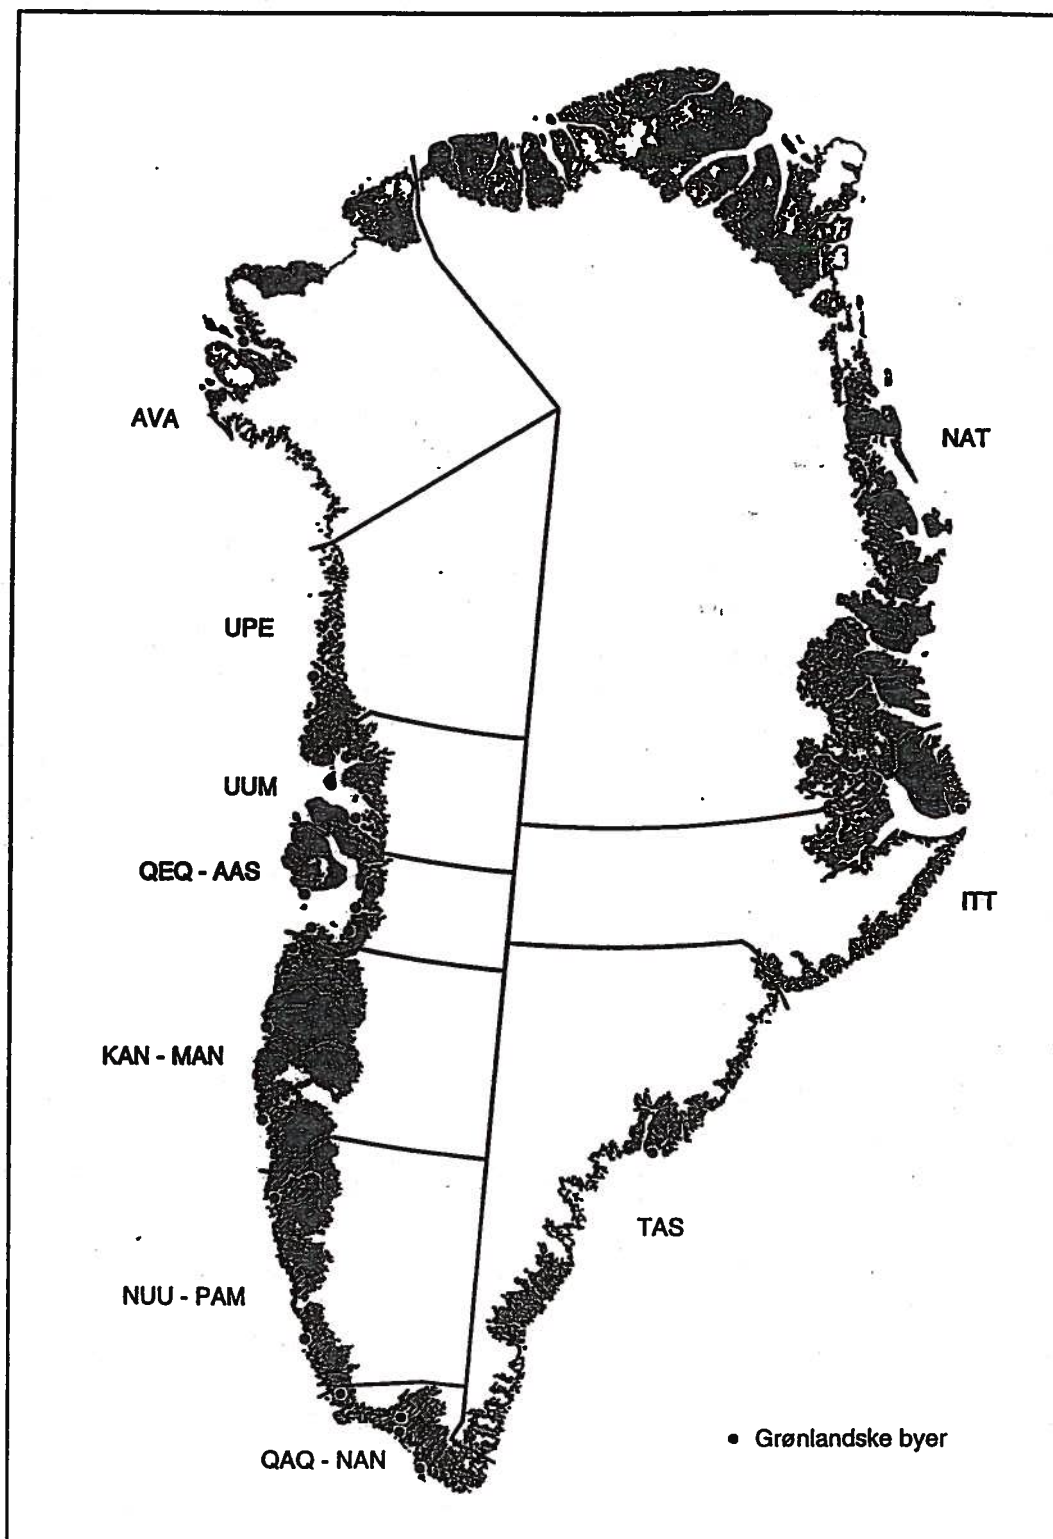 AVA
NAT
UPE
UUM
QEQ - AAS
ITT
KAN - MAN
TAS
NUU - PAM
Grønlandske byer
QAQ - NAN